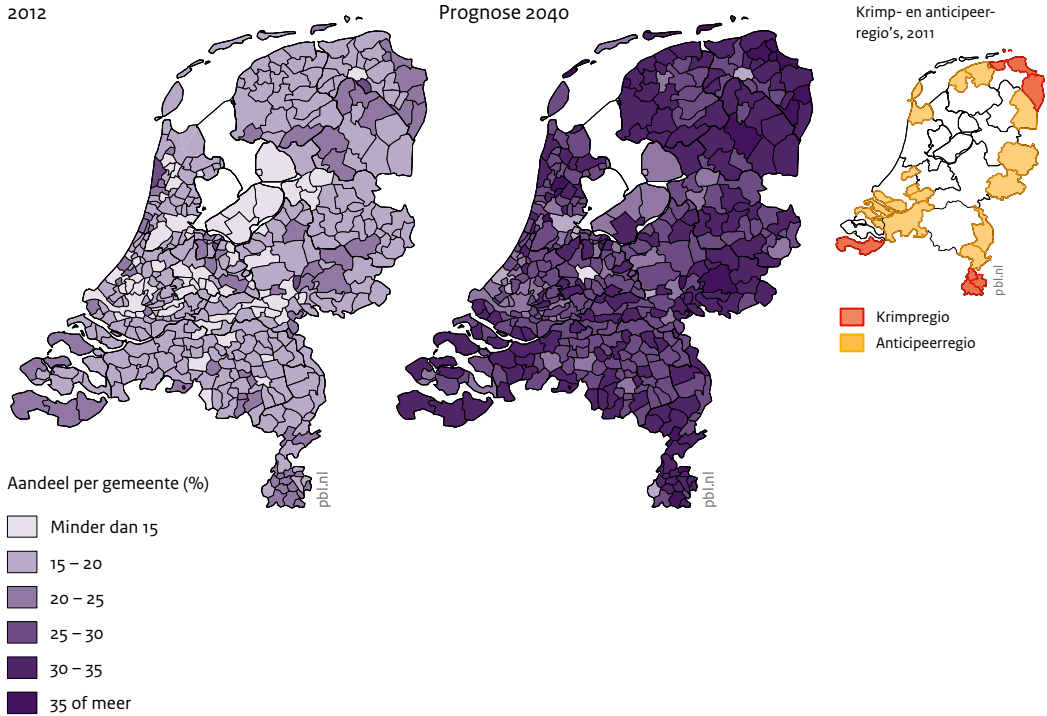 2012
Prognose 2040
Krimp- en anticipeer-
regio's, 2011
pbl.nl
Krimpregio
Anticipeerregio
pbl.nl
pbl.nl
Aandeel per gemeente (%)
Minder dan 15
15 – 20
20 – 25
25 – 30
30 – 35
35 of meer